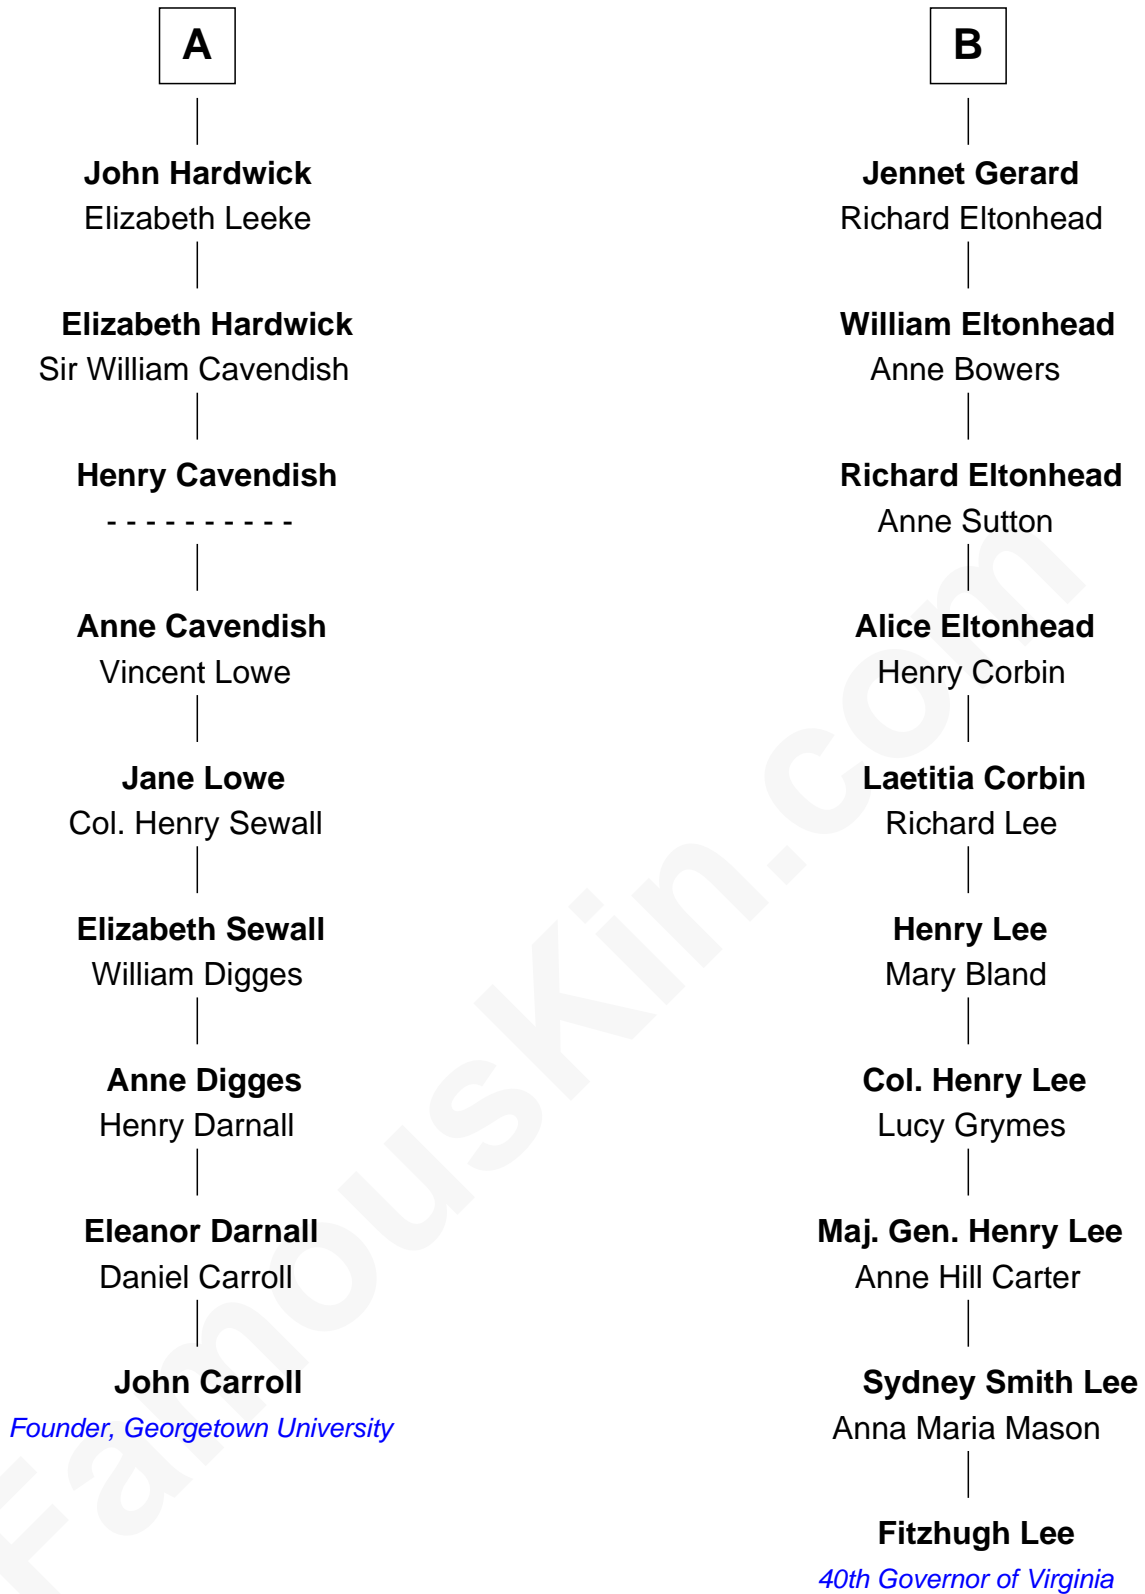 A
John Hardwick
Elizabeth Leeke
Elizabeth Hardwick
Sir William Cavendish
Henry Cavendish
- - - - - - - - - -
Anne Cavendish
Vincent Lowe
Jane Lowe
Col. Henry Sewall
Elizabeth Sewall
William Digges
Anne Digges
Henry Darnall
Eleanor Darnall
Daniel Carroll
John Carroll
Founder, Georgetown University
B
Jennet Gerard
Richard Eltonhead
William Eltonhead
Anne Bowers
Richard Eltonhead
Anne Sutton
Alice Eltonhead
Henry Corbin
Laetitia Corbin
Richard Lee
Henry Lee
Mary Bland
Col. Henry Lee
Lucy Grymes
Maj. Gen. Henry Lee
Anne Hill Carter
Sydney Smith Lee
Anna Maria Mason
Fitzhugh Lee
40th Governor of Virginia
FamousKin.com